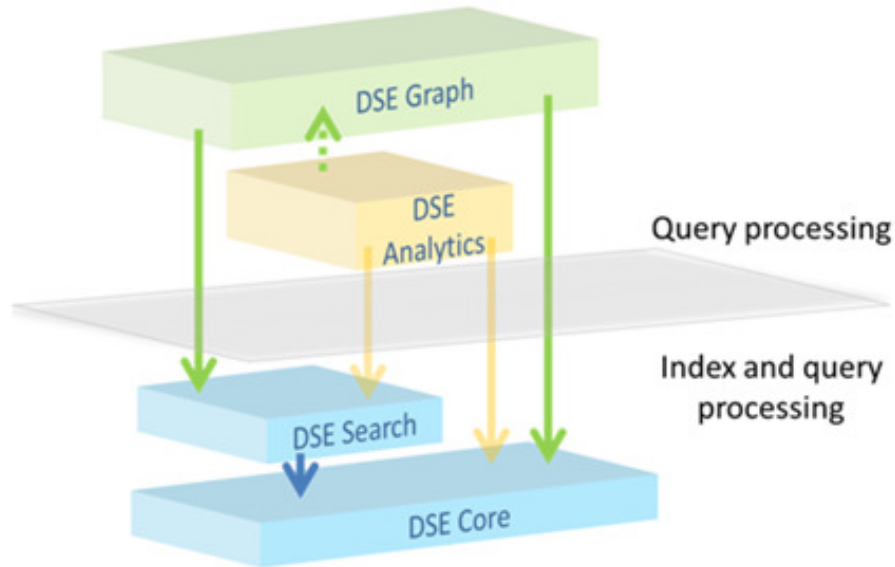 DSE Graph
DSE
Analytics
Query processing
Index and query
processing
DSE Search
DSE Core